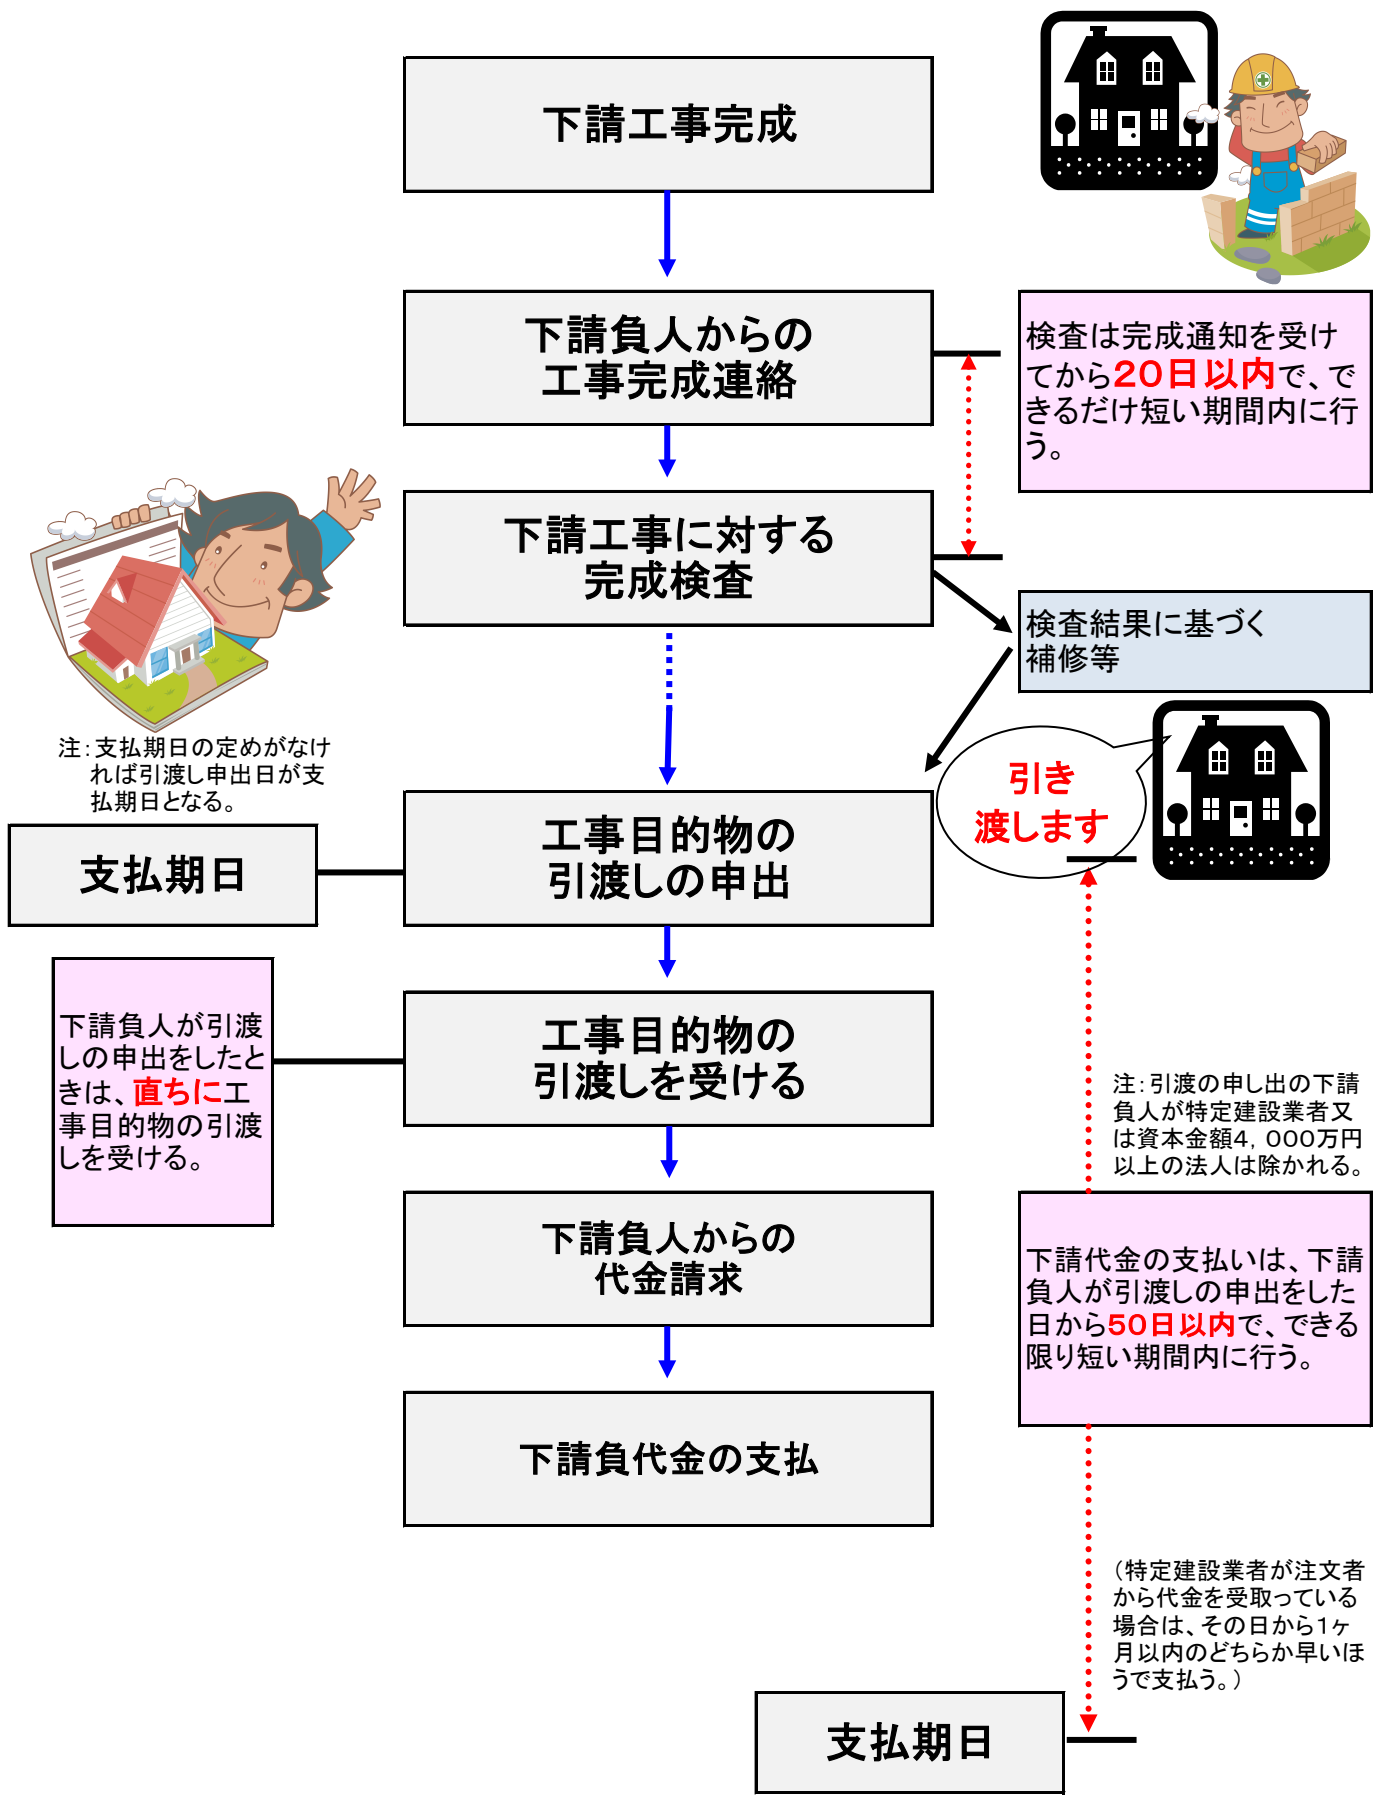 下請工事完成
下請負人からの
工事完成連絡
検査は完成通知を受け
てから20日以内で、で
きるだけ短い期間内に行
う。
下請工事に対する
完成検査
検査結果に基づく
補修等
注：支払期日の定めがなけ
れば引渡し申出日が支
払期日となる。
引き
渡します
支払期日
工事目的物の
引渡しの申出
下請負人が引渡
しの申出をしたと
きは、直ちに工
事目的物の引渡
しを受ける。
工事目的物の
引渡しを受ける
注：引渡の申し出の下請
負人が特定建設業者又
は資本金額4，000万円
以上の法人は除かれる。
下請負人からの
代金請求
下請代金の支払いは、下請
負人が引渡しの申出をした
日から50日以内で、できる
限り短い期間内に行う。
下請負代金の支払
（特定建設業者が注文者
から代金を受取っている
場合は、その日から1ヶ
月以内のどちらか早いほ
うで支払う。）
支払期日